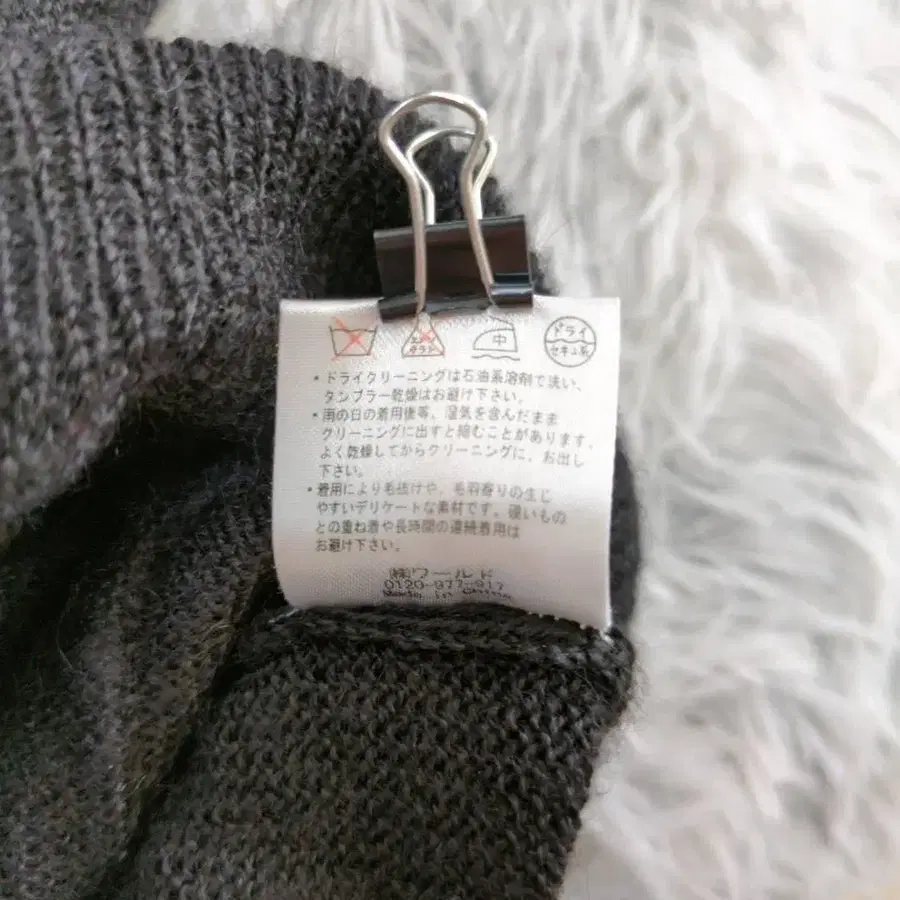 エンソ サラシ 中 ドライ
セキユ系
・ドライクリーニングは石油系溶剤で洗い、
タンブラー乾燥はお避け下さい。
・雨の日の着用後等、湿気を含んだまま
クリーニングに出すと縮むことがあります。
よく乾燥してからクリーニングに、お出し
下さい。
・着用により毛抜けや、毛羽寄りの生じ
やすいデリケートな素材です。硬いもの
との重ね着や長時間の連続着用は
お避け下さい。
㈱ワールド
0120-977-917
Made in China